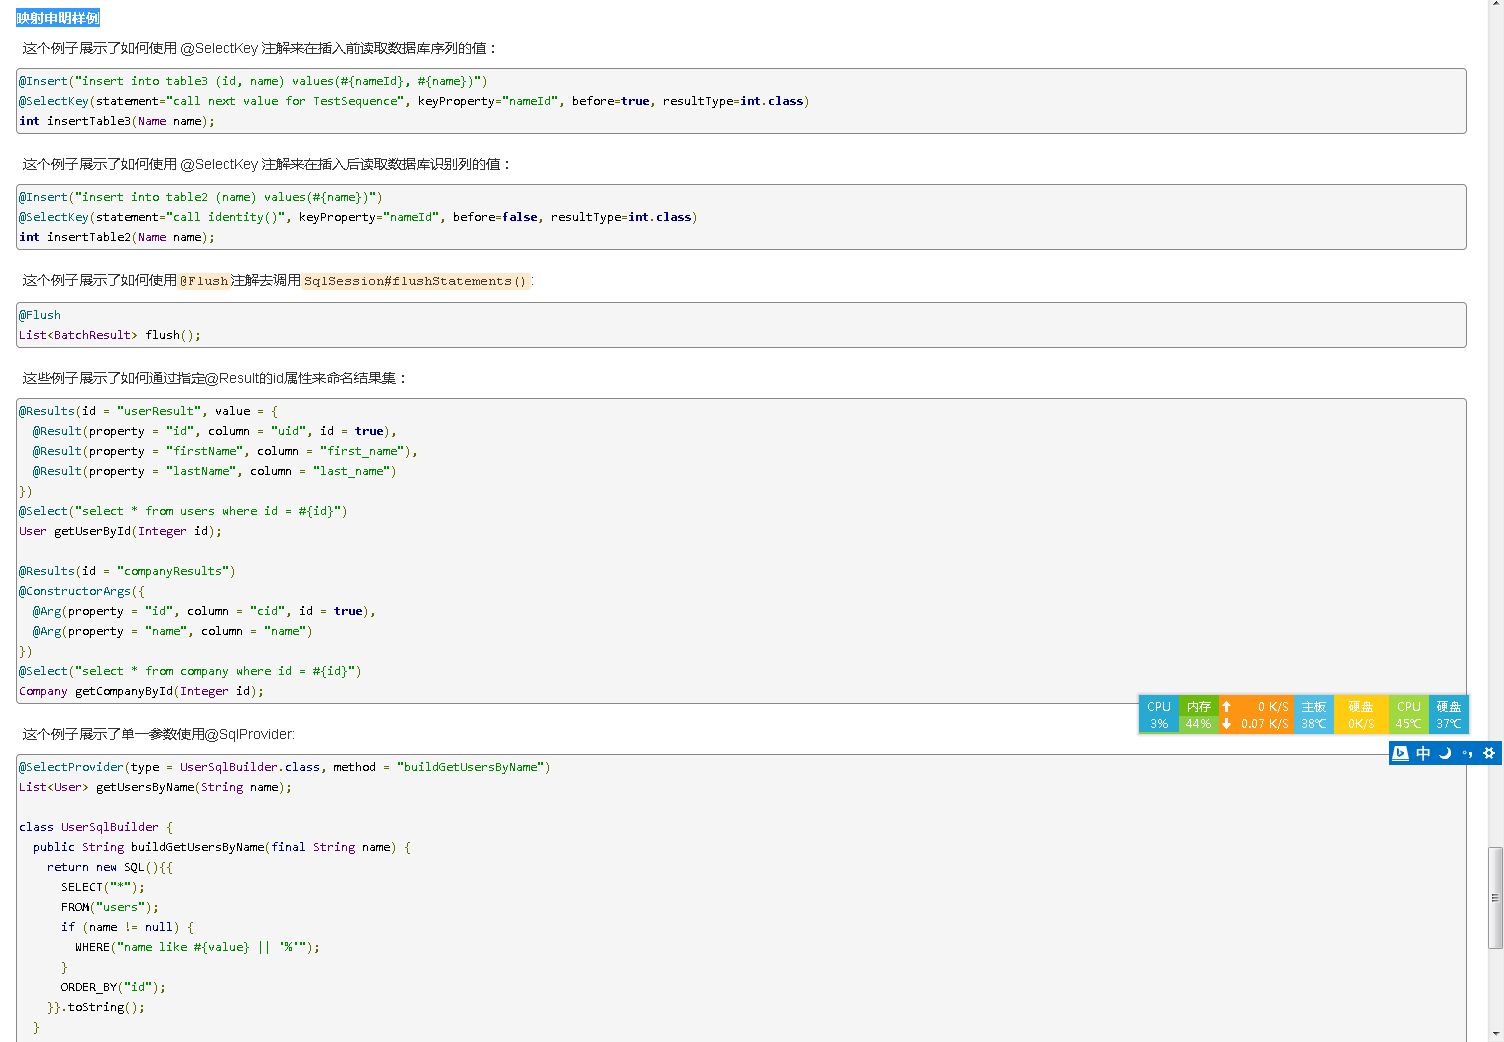 映射申明样例
这个例子展示了如何使用 @SelectKey 注解来在插入前读取数据库序列的值：
@Insert("insert into table3 (id, name) values(#{nameId}, #{name})")
@SelectKey(statement="call next value for TestSequence", keyProperty="nameId", before=true, resultType=int.class)
int insertTable3(Name name);
这个例子展示了如何使用 @SelectKey 注解来在插入后读取数据库识别列的值：
@Insert("insert into table2 (name) values(#{name})")
@SelectKey(statement="call identity()", keyProperty="nameId", before=false, resultType=int.class)
int insertTable2(Name name);
这个例子展示了如何使用@Flush注解去调用SqlSession#flushStatements():
@Flush
List<BatchResult> flush();
这些例子展示了如何通过指定@Result的id属性来命名结果集：
@Results(id = "userResult", value = {
  @Result(property = "id", column = "uid", id = true),
  @Result(property = "firstName", column = "first_name"),
  @Result(property = "lastName", column = "last_name")
})
@Select("select * from users where id = #{id}")
User getUserById(Integer id);
@Results(id = "companyResults")
@ConstructorArgs({
  @Arg(property = "id", column = "cid", id = true),
  @Arg(property = "name", column = "name")
})
@Select("select * from company where id = #{id}")
Company getCompanyById(Integer id);
CPU 内存 0 K/S 主板 硬盘 CPU 硬盘
3% 44% 0.07 K/S 38℃ 0K/S 45℃ 37℃
这个例子展示了单一参数使用@SqlProvider:
中
@SelectProvider(type = UserSqlBuilder.class, method = "buildGetUsersByName")
List<User> getUsersByName(String name);
class UserSqlBuilder {
  public String buildGetUsersByName(final String name) {
    return new SQL(){{
      SELECT("*");
      FROM("users");
      if (name != null) {
        WHERE("name like #{value} || '%'");
      }
      ORDER_BY("id");
    }}.toString();
  }